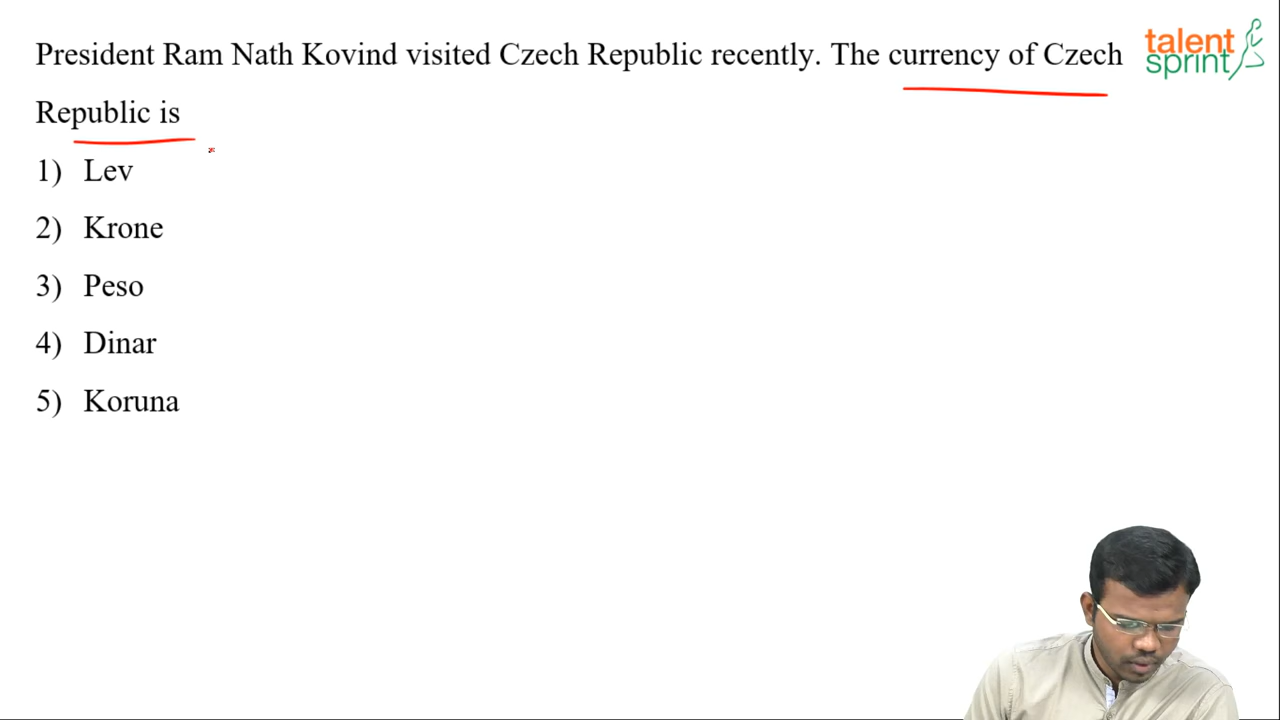 President Ram Nath Kovind visited Czech Republic recently. The currency of Czech
Republic is
1) Lev
2) Krone
3) Peso
4) Dinar
5) Koruna
talent
sprint